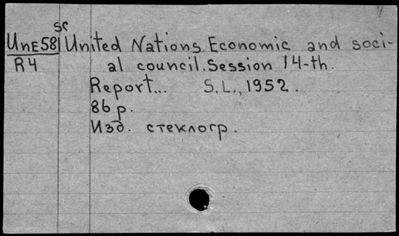 sc
UnE58 United Nations. Economic and soci-
R4 al council. Session 14-th.
Report... S.L., 1952.
86 p.
Изд. стеклогр.